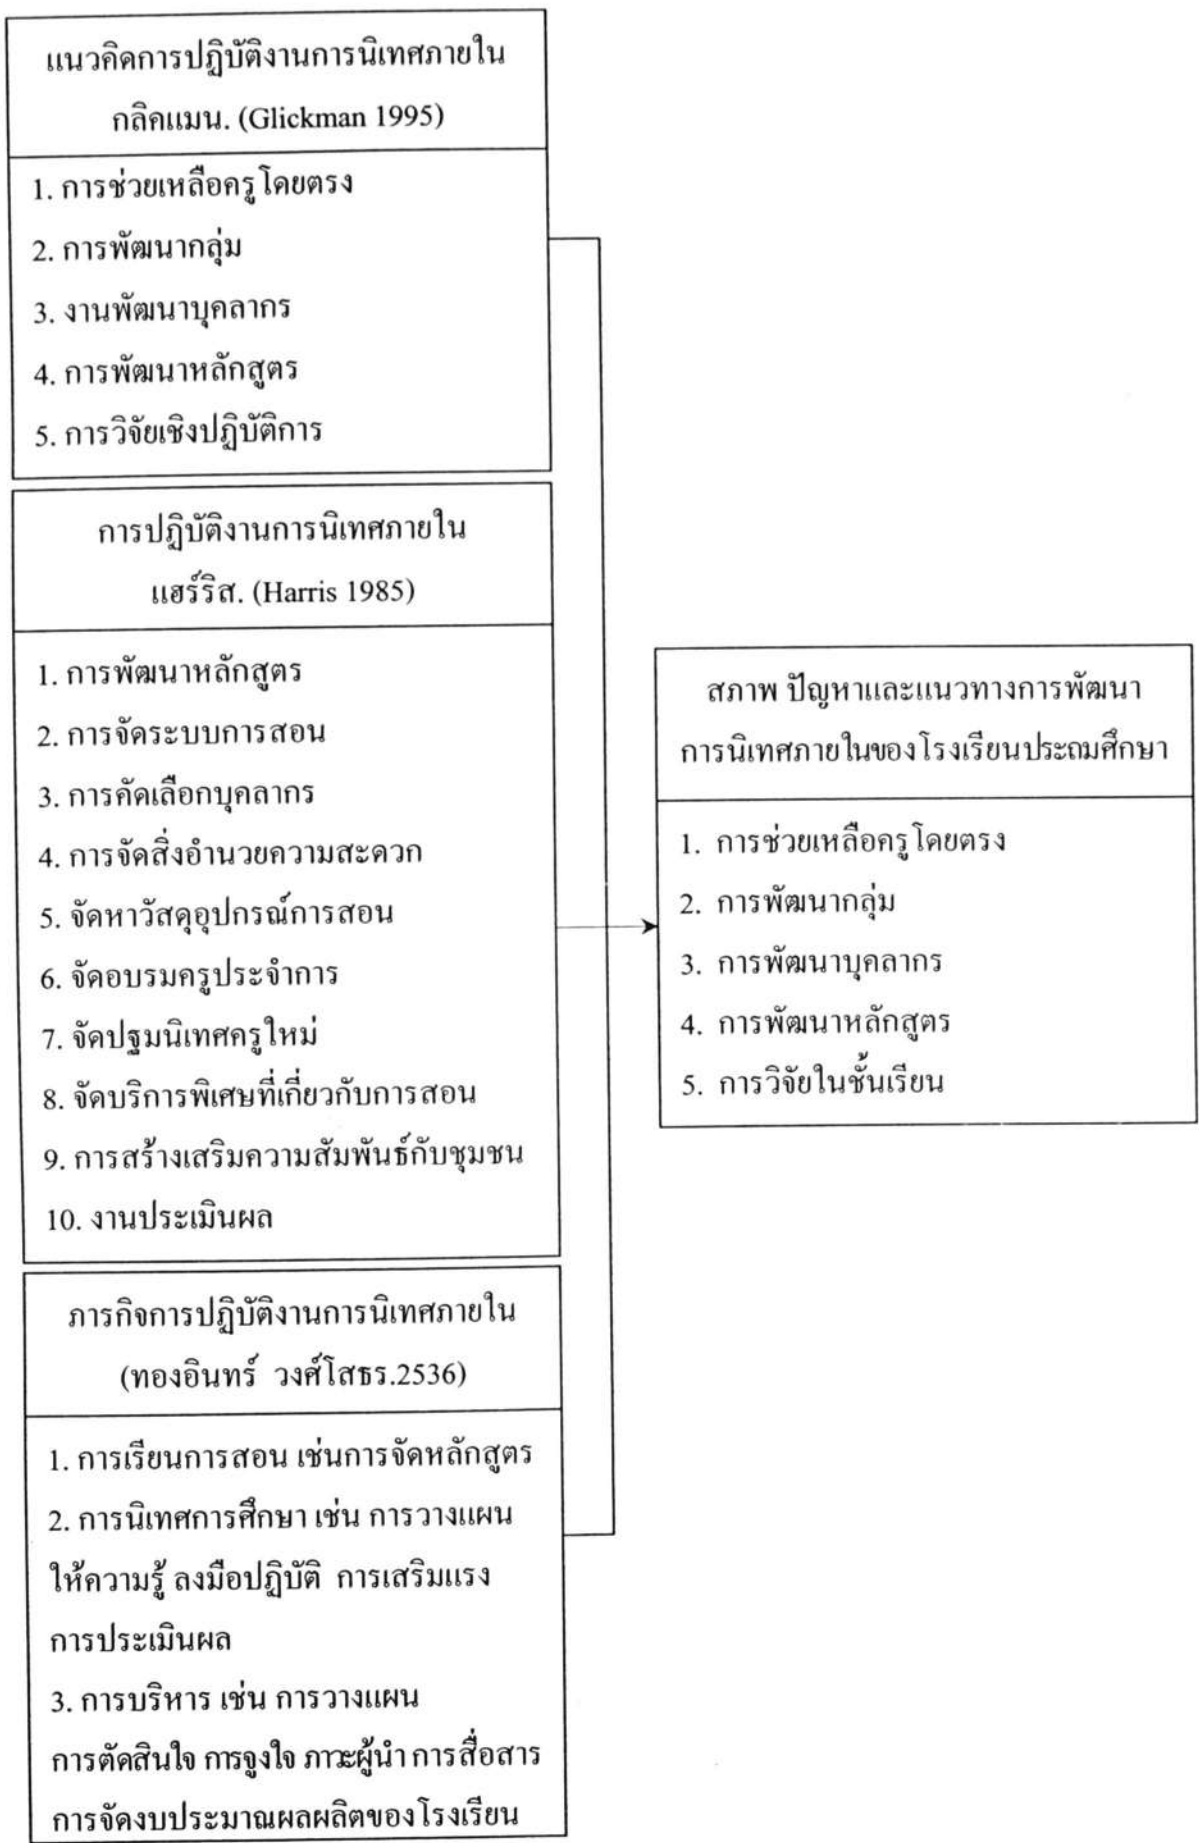 แนวคิดการปฏิบัติงานการนิเทศภายใน
กลิคแมน. (Glickman 1995)
1. การช่วยเหลือครูโดยตรง
2. การพัฒนากลุ่ม
3. งานพัฒนาบุคลากร
4. การพัฒนาหลักสูตร
5. การวิจัยเชิงปฏิบัติการ
การปฏิบัติงานการนิเทศภายใน
แฮร์ริส. (Harris 1985)
1. การพัฒนาหลักสูตร
2. การจัดระบบการสอน
3. การคัดเลือกบุคลากร
4. การจัดสิ่งอำนวยความสะดวก
5. จัดหาวัสดุอุปกรณ์การสอน
6. จัดอบรมครูประจำการ
7. จัดปฐมนิเทศครูใหม่
8. จัดบริการพิเศษที่เกี่ยวกับการสอน
9. การสร้างเสริมความสัมพันธ์กับชุมชน
10. งานประเมินผล
ภารกิจการปฏิบัติงานการนิเทศภายใน
(ทองอินทร์ วงศ์โสธร.2536)
1. การเรียนการสอน เช่นการจัดหลักสูตร
2. การนิเทศการศึกษา เช่น การวางแผน
ให้ความรู้ ลงมือปฏิบัติ การเสริมแรง
การประเมินผล
3. การบริหาร เช่น การวางแผน
การตัดสินใจ การจูงใจ ภาวะผู้นำ การสื่อสาร
การจัดงบประมาณผลผลิตของโรงเรียน
สภาพ ปัญหาและแนวทางการพัฒนา
การนิเทศภายในของโรงเรียนประถมศึกษา
1. การช่วยเหลือครูโดยตรง
2. การพัฒนากลุ่ม
3. การพัฒนาบุคลากร
4. การพัฒนาหลักสูตร
5. การวิจัยในชั้นเรียน